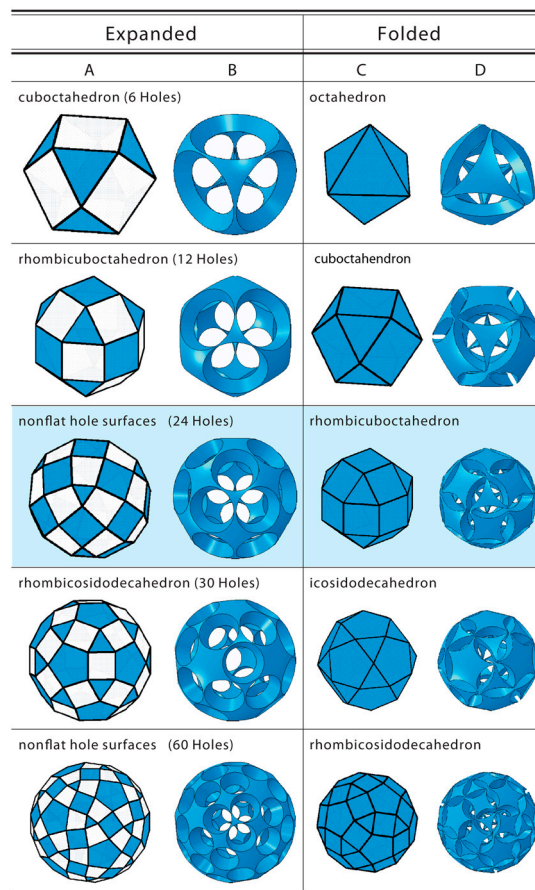 Expanded Folded
A B C D
cuboctahedron (6 Holes) octahedron
rhombicuboctahedron (12 Holes) cuboctahendron
nonflat hole surfaces (24 Holes) rhombicuboctahedron
rhombicosidodecahedron (30 Holes) icosidodecahedron
nonflat hole surfaces (60 Holes) rhombicosidodecahedron